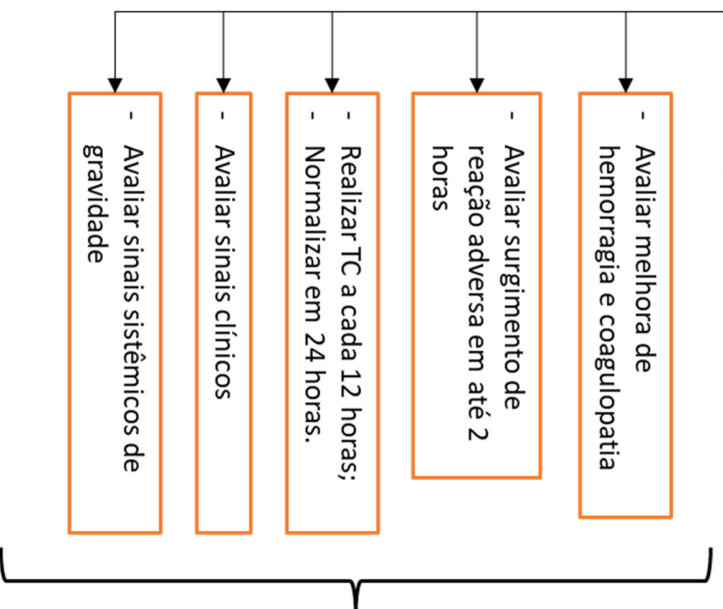 - Avaliar melhora de
hemorragia e coagulopatia
- Avaliar surgimento de
reação adversa em até 2
horas
- Realizar TC a cada 12 horas;
- Normalizar em 24 horas.
- Avaliar sinais clínicos
- Avaliar sinais sistêmicos de
gravidade